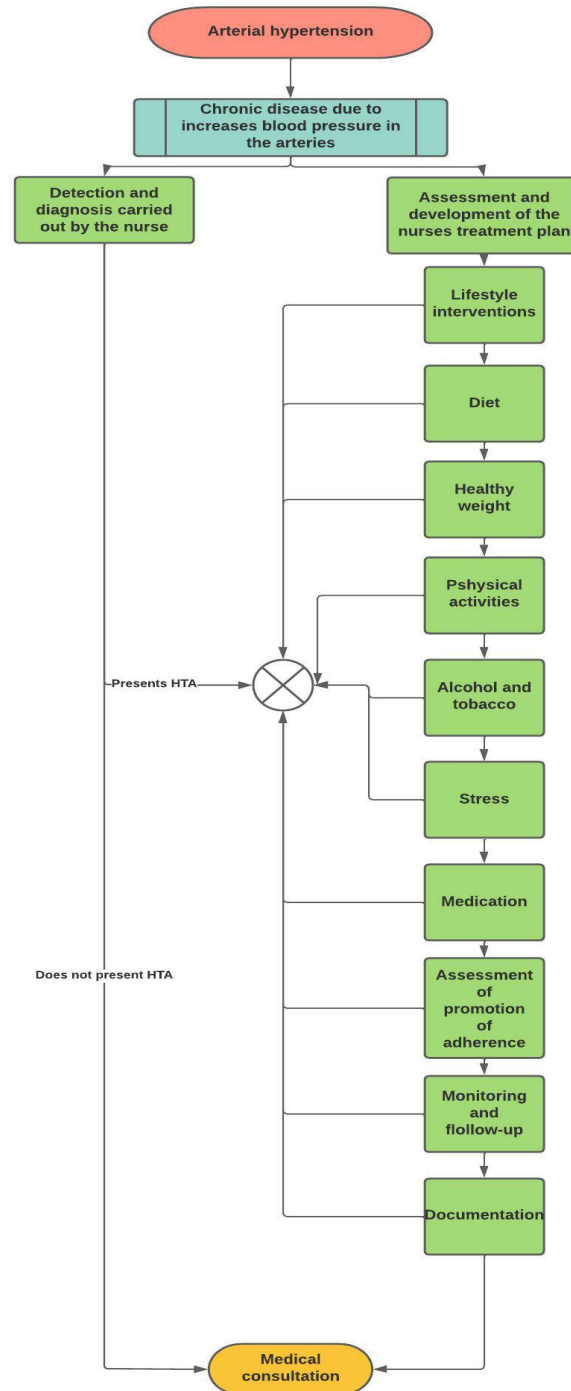 Arterial hypertension
Chronic disease due to
increases blood pressure in
the arteries
Detection and
diagnosis carried
out by the nurse
Assessment and
development of the
nurses treatment plan
Lifestyle
interventions
Diet
Healthy
weight
Pshysical
activities
Presents HTA
Alcohol and
tobacco
Stress
Medication
Does not present HTA
Assessment
of
promotion
of
adherence
Monitoring
and
flollow-up
Documentation
Medical
consultation